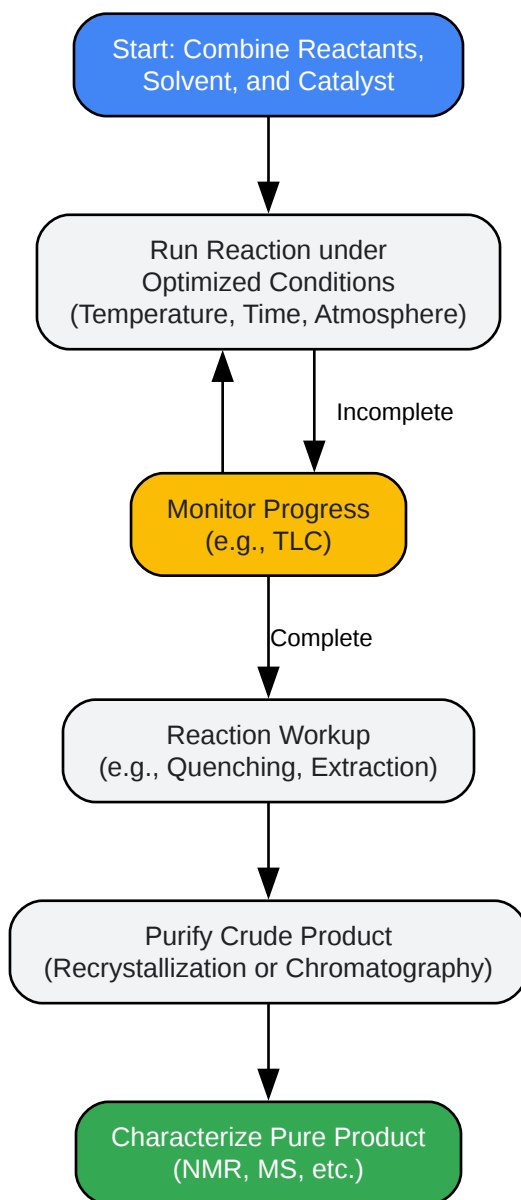 Start: Combine Reactants,
Solvent, and Catalyst
Run Reaction under
Optimized Conditions
(Temperature, Time, Atmosphere)
Incomplete
Monitor Progress
(e.g., TLC)
Complete
Reaction Workup
(e.g., Quenching, Extraction)
Purify Crude Product
(Recrystallization or Chromatography)
Characterize Pure Product
(NMR, MS, etc.)